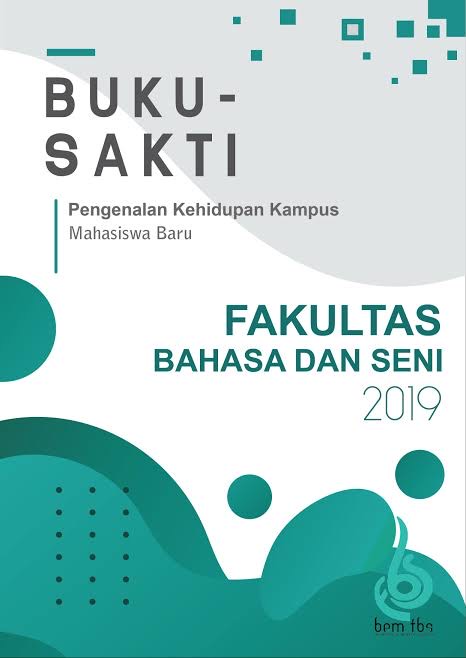 BUKU-
SAKTI
Pengenalan Kehidupan Kampus
Mahasiswa Baru
FAKULTAS
BAHASA DAN SENI
2019
bem fbs